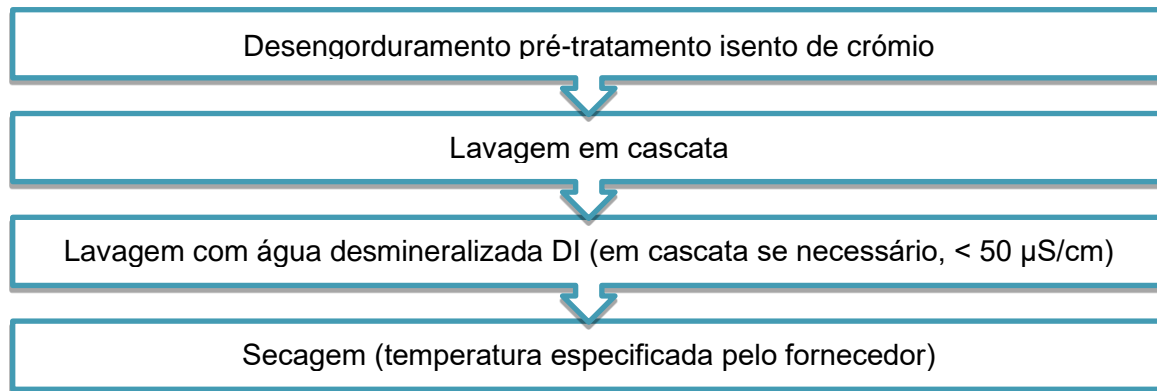 Desengorduramento pré-tratamento isento de crómio
Lavagem em cascata
Lavagem com água desmineralizada DI (em cascata se necessário, < 50 µS/cm)
Secagem (temperatura especificada pelo fornecedor)